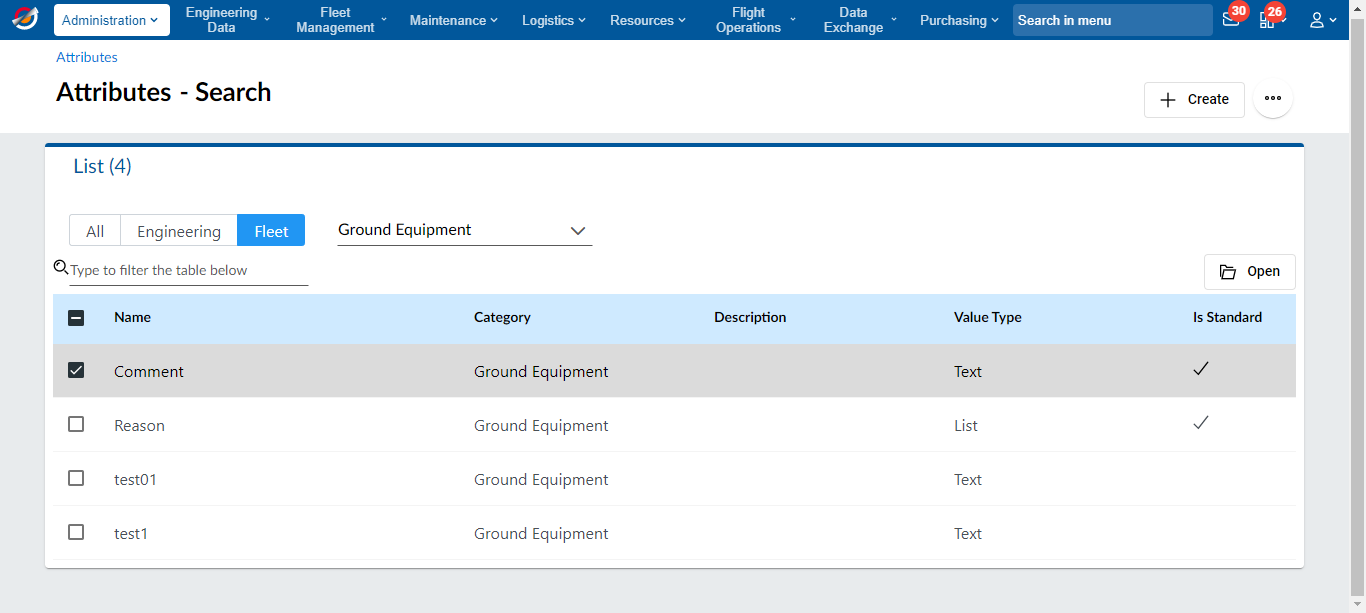 Administration
Engineering
Data
Fleet
Management
Maintenance
Logistics
Resources
Flight
Operations
Data
Exchange
Purchasing
Search in menu
30
26
Attributes
Attributes - Search
Create
List (4)
All Engineering Fleet
Ground Equipment
Type to filter the table below
Open
Name Category Description Value Type Is Standard
Comment Ground Equipment Text
Reason Ground Equipment List
test01 Ground Equipment Text
test1 Ground Equipment Text